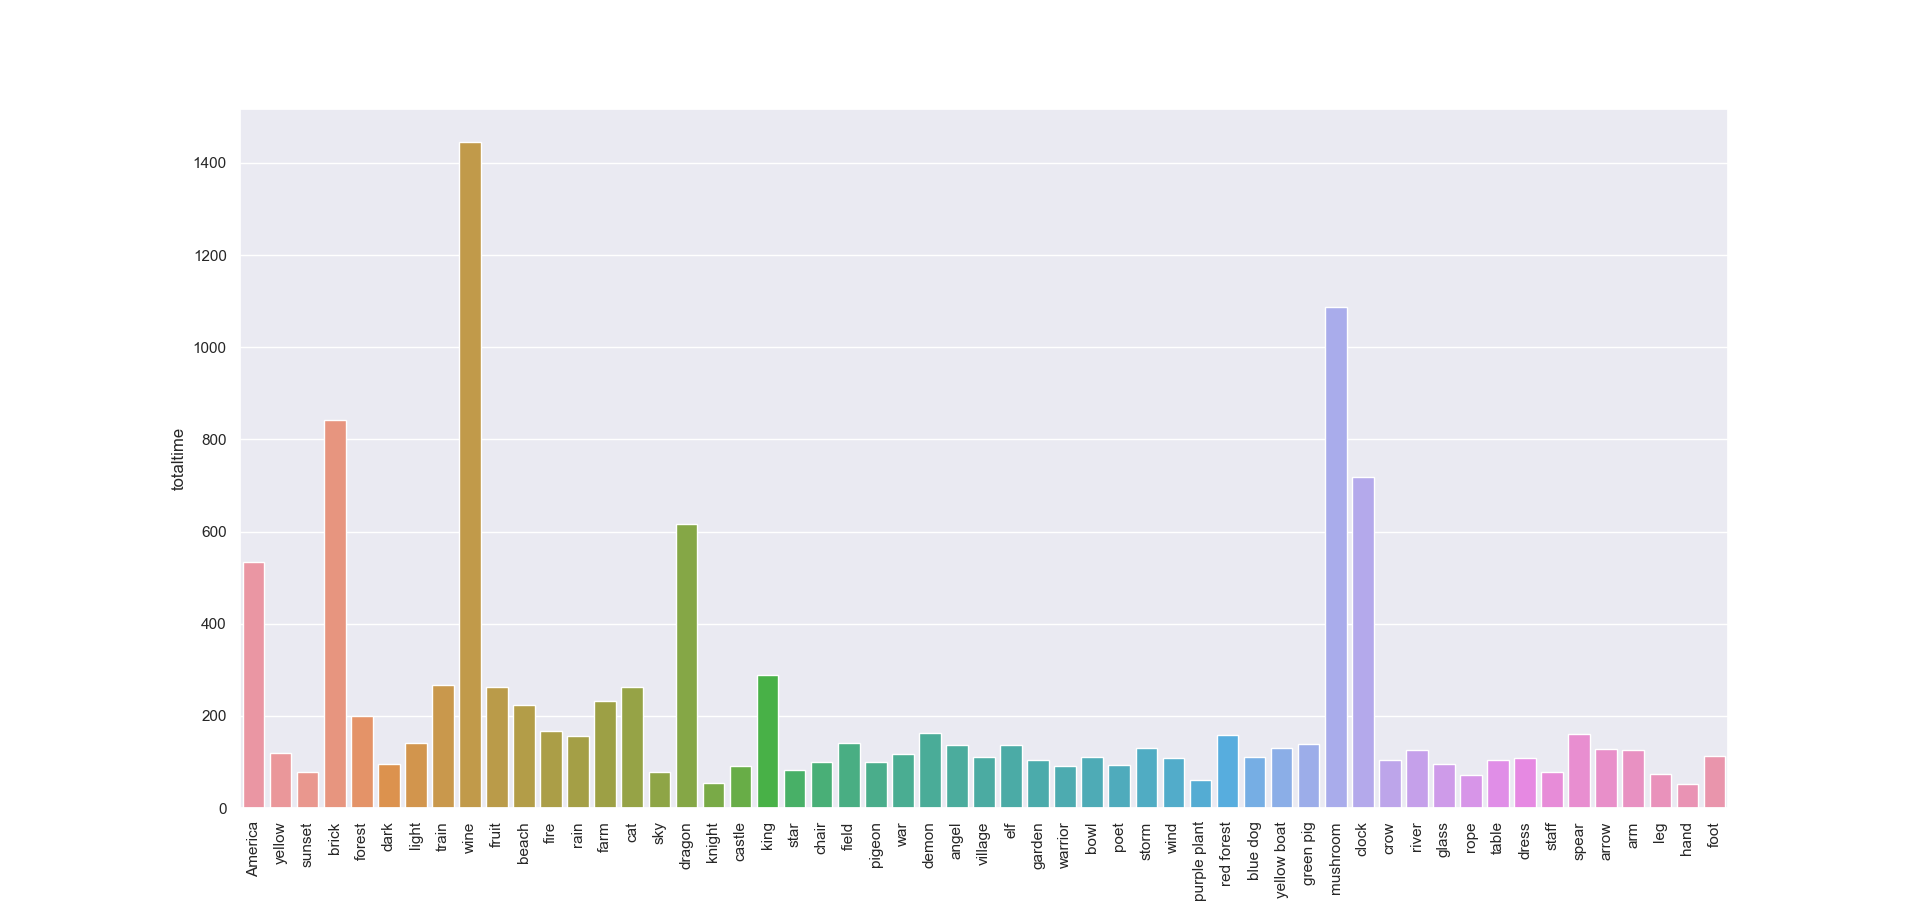 totaltime
1400
1200
1000
800
600
400
200
0
America
yellow
sunset
brick
forest
dark
light
train
wine
fruit
beach
fire
rain
farm
cat
sky
dragon
knight
castle
king
star
chair
field
pigeon
war
demon
angel
village
elf
garden
warrior
bowl
poet
storm
wind
purple plant
red forest
blue dog
yellow boat
green pig
mushroom
clock
crow
river
glass
rope
table
dress
staff
spear
arrow
arm
leg
hand
foot